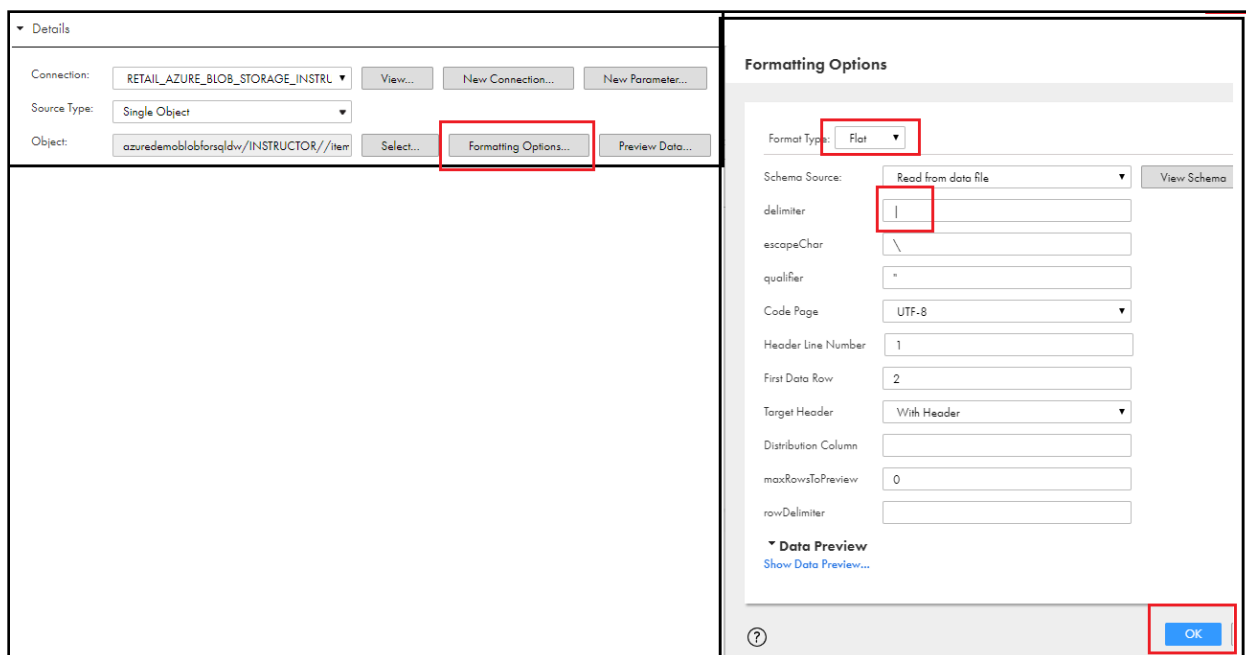 Details
Connection: RETAIL_AZURE_BLOB_STORAGE_INSTRU View... New Connection... New Parameter...
Source Type: Single Object
Object: azuredemoblobforsqldw/INSTRUCTOR//item Select... Formatting Options... Preview Data...
Formatting Options
Format Type: Flat
Schema Source: Read from data file View Schema
delimiter |
escapeChar \
qualifier "
Code Page UTF-8
Header Line Number 1
First Data Row 2
Target Header With Header
Distribution Column
maxRowsToPreview 0
rowDelimiter
Data Preview
Show Data Preview...
? OK